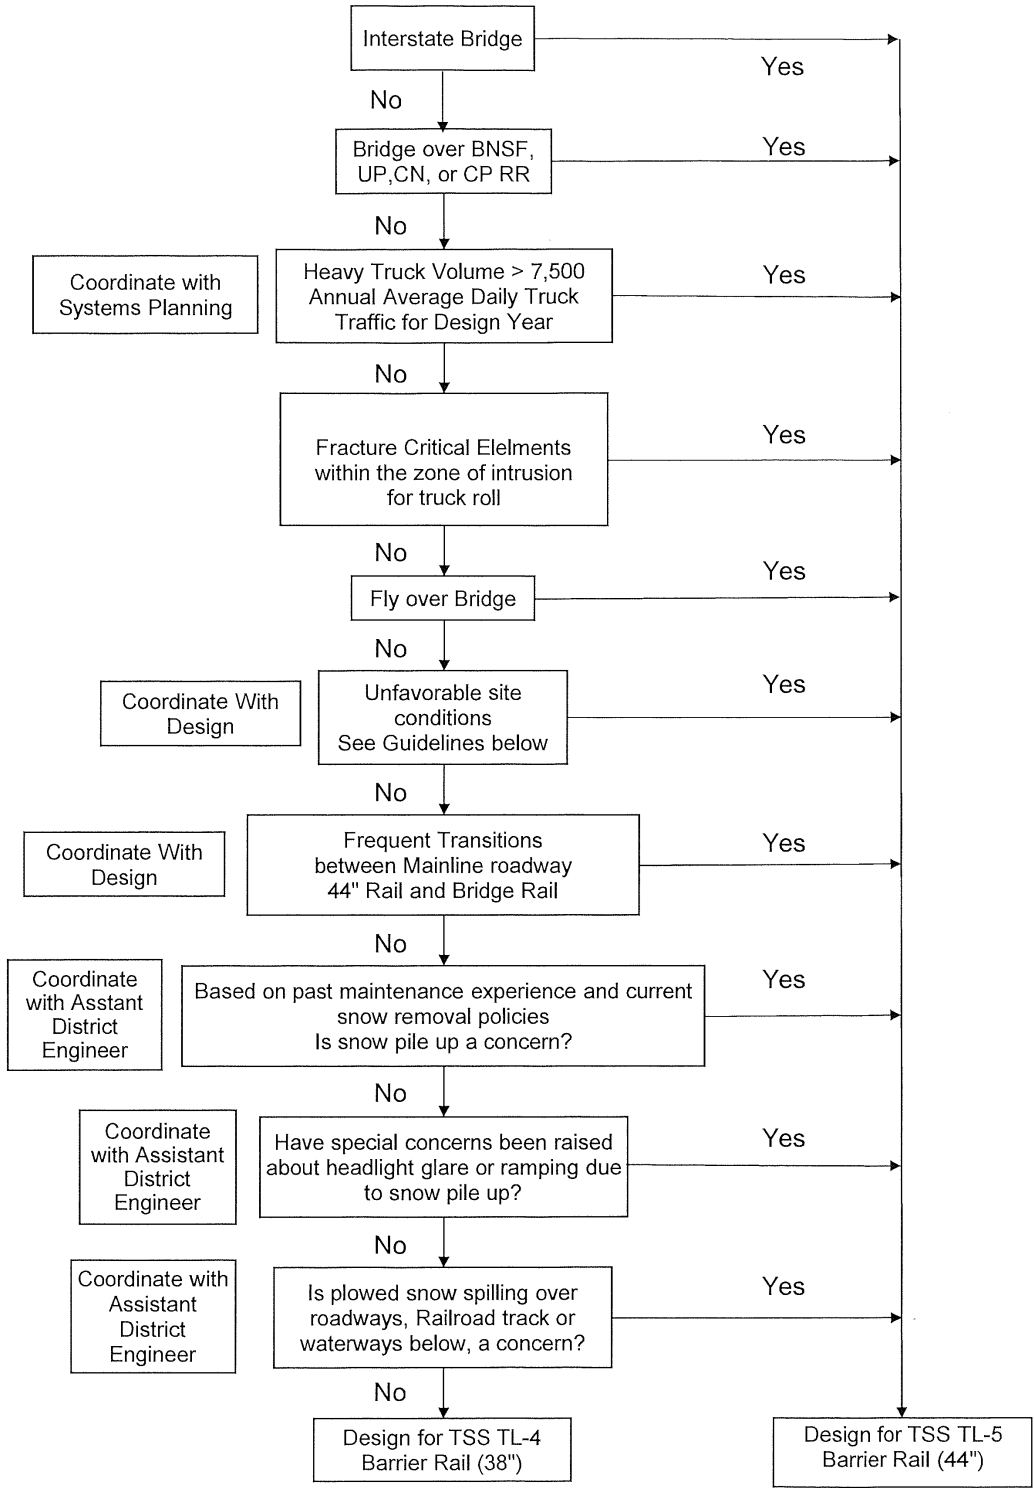 Interstate Bridge
Yes
No
Bridge over BNSF,
UP,CN, or CP RR
Yes
No
Coordinate with
Systems Planning
Heavy Truck Volume > 7,500
Annual Average Daily Truck
Traffic for Design Year
Yes
No
Fracture Critical Elelments
within the zone of intrusion
for truck roll
Yes
No
Fly over Bridge
Yes
No
Coordinate With
Design
Unfavorable site
conditions
See Guidelines below
Yes
No
Coordinate With
Design
Frequent Transitions
between Mainline roadway
44" Rail and Bridge Rail
Yes
No
Coordinate
with Asstant
District
Engineer
Based on past maintenance experience and current
snow removal policies
Is snow pile up a concern?
Yes
No
Coordinate
with Assistant
District
Engineer
Have special concerns been raised
about headlight glare or ramping due
to snow pile up?
Yes
No
Coordinate with
Assistant
District
Engineer
Is plowed snow spilling over
roadways, Railroad track or
waterways below, a concern?
Yes
No
Design for TSS TL-4
Barrier Rail (38")
Design for TSS TL-5
Barrier Rail (44")